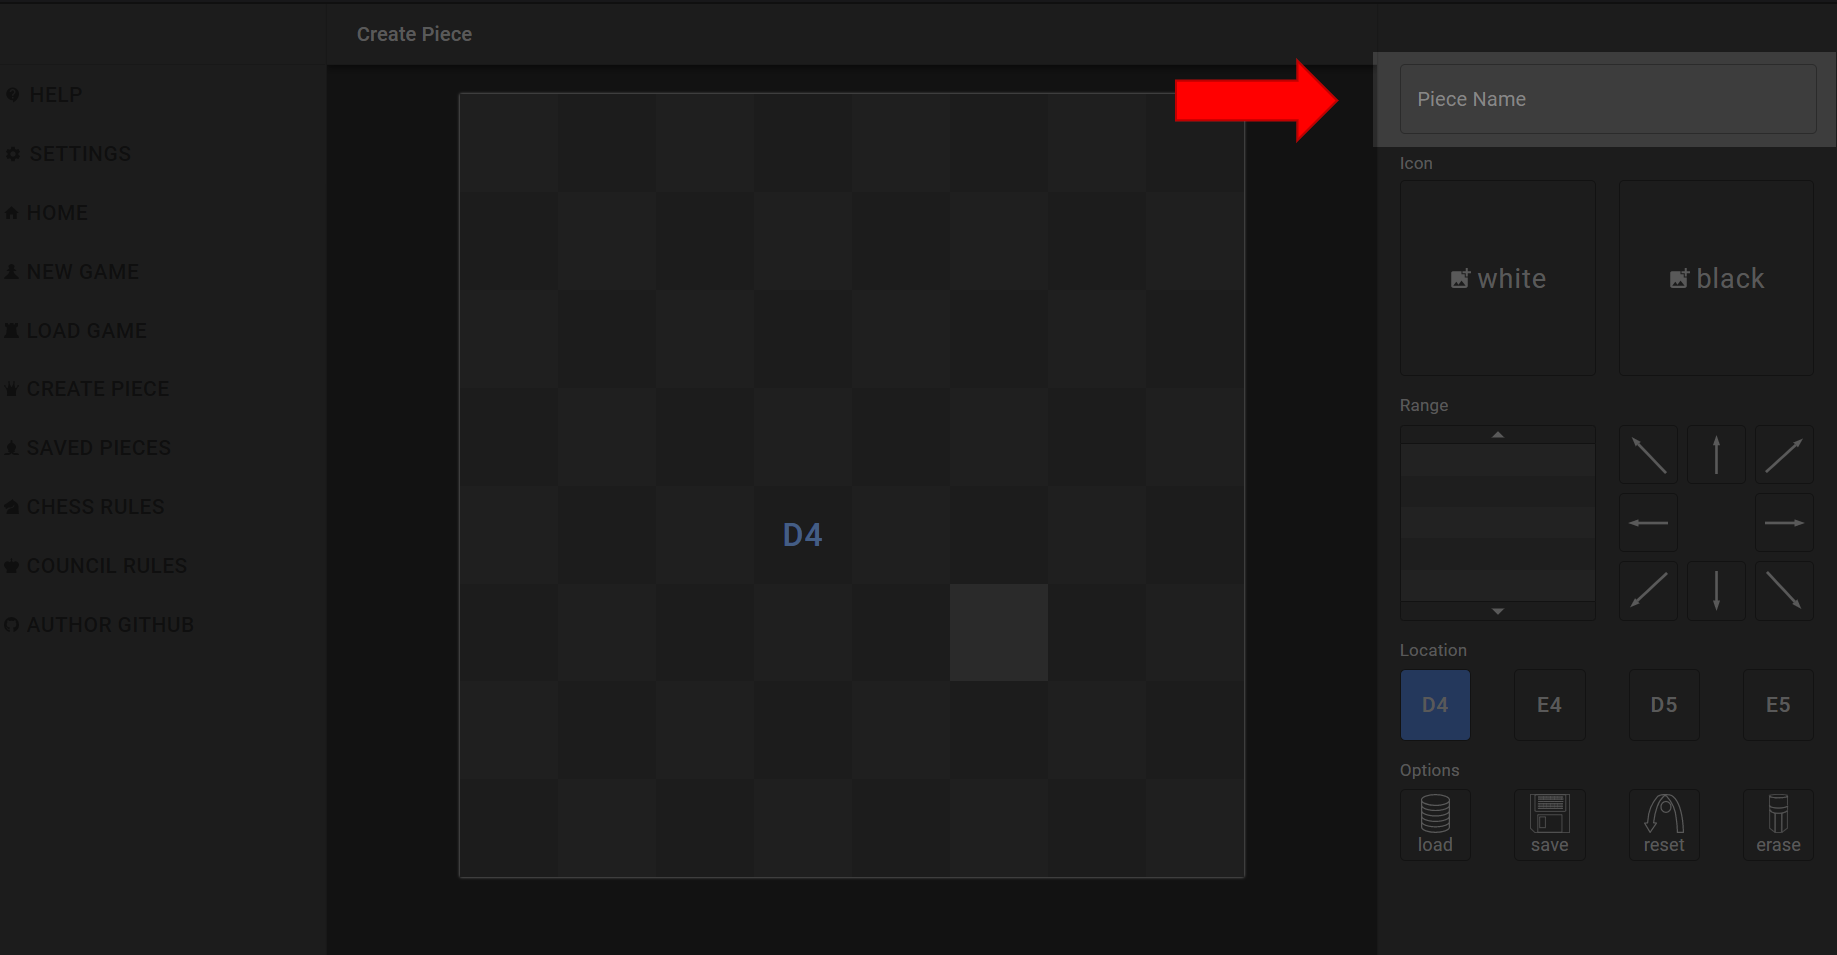 Create Piece
HELP
SETTINGS
HOME
NEW GAME
LOAD GAME
CREATE PIECE
SAVED PIECES
CHESS RULES
COUNCIL RULES
AUTHOR GITHUB
D4
Piece Name
Icon
white black
Range
Location
D4 E4 D5 E5
Options
load save reset erase